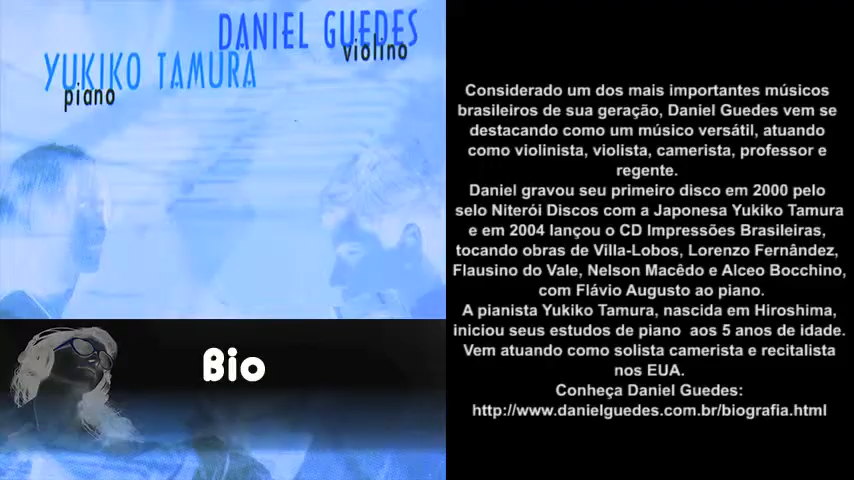 DANIEL GUEDES
violino
YUKIKO TAMURA
piano
Bio
Considerado um dos mais importantes músicos
brasileiros de sua geração, Daniel Guedes vem se
destacando como um músico versátil, atuando
como violinista, violista, camerista, professor e
regente.
Daniel gravou seu primeiro disco em 2000 pelo
selo Niterói Discos com a Japonesa Yukiko Tamura
e em 2004 lançou o CD Impressões Brasileiras,
tocando obras de Villa-Lobos, Lorenzo Fernândez,
Flausino do Vale, Nelson Macêdo e Alceo Bocchino,
com Flávio Augusto ao piano.
A pianista Yukiko Tamura, nascida em Hiroshima,
iniciou seus estudos de piano aos 5 anos de idade.
Vem atuando como solista camerista e recitalista
nos EUA.
Conheça Daniel Guedes:
http://www.danielguedes.com.br/biografia.html